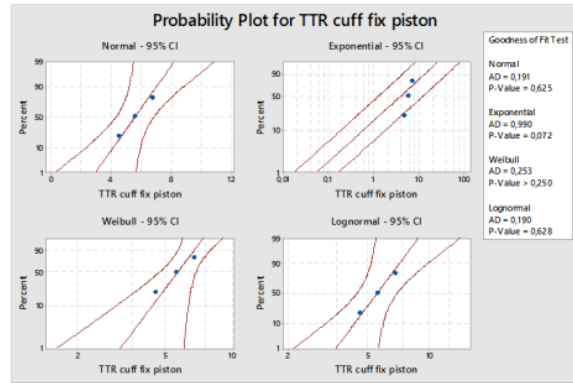 Probability Plot for TTR cuff fix piston
Normal - 95% CI
Percent
99
90
50
10
1
0
4
8
12
TTR cuff fix piston
Exponential - 95% CI
Percent
90
50
10
1
0,01
0,1
1
10
100
TTR cuff fix piston
Weibull - 95% CI
Percent
90
50
10
1
2
5
10
TTR cuff fix piston
Lognormal - 95% CI
Percent
99
90
50
10
1
2
5
10
TTR cuff fix piston
Goodness of Fit Test
Normal
AD = 0,191
P-Value = 0,625
Exponential
AD = 0,990
P-Value = 0,072
Weibull
AD = 0,253
P-Value > 0,250
Lognormal
AD = 0,190
P-Value = 0,628